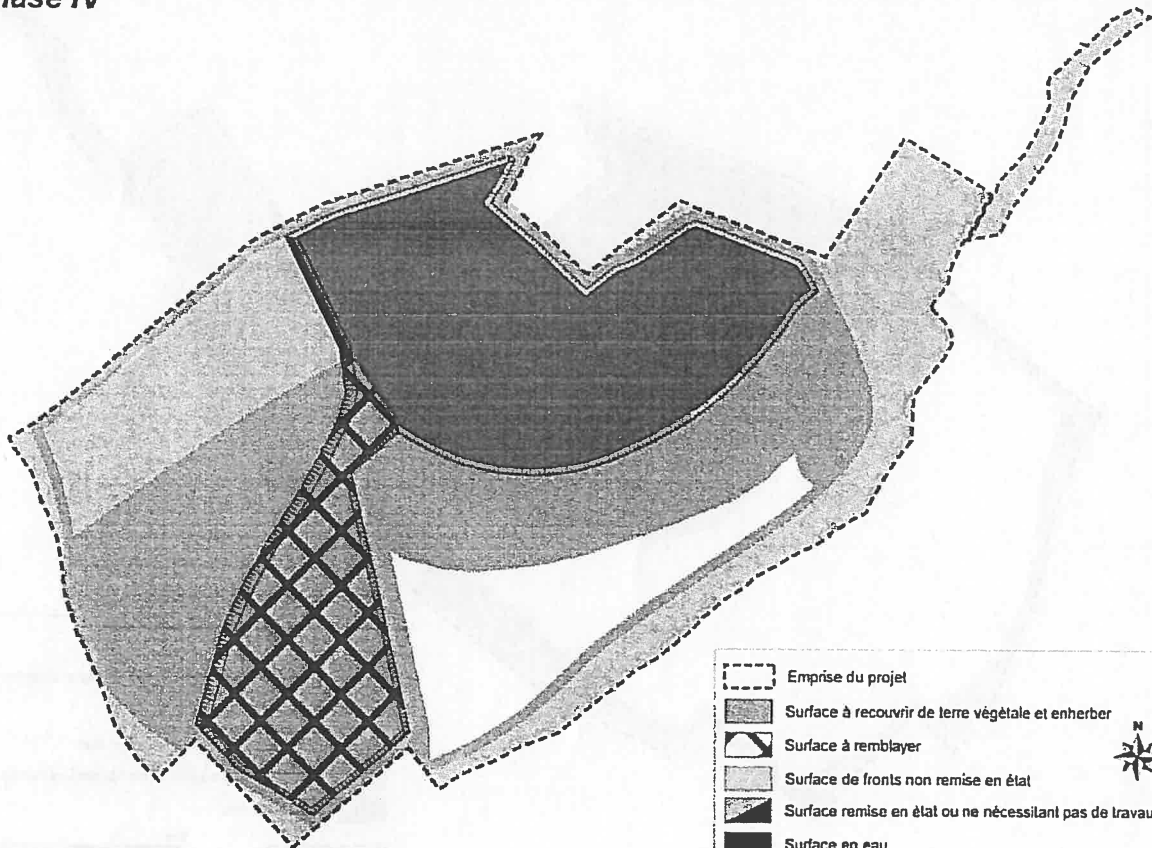 Phase IV
Emprise du projet
Surface à recouvrir de terre végétale et enherber
N
Surface à remblayer
Surface de fronts non remise en état
Surface remise en état ou ne nécessitant pas de travau
Surface en eau